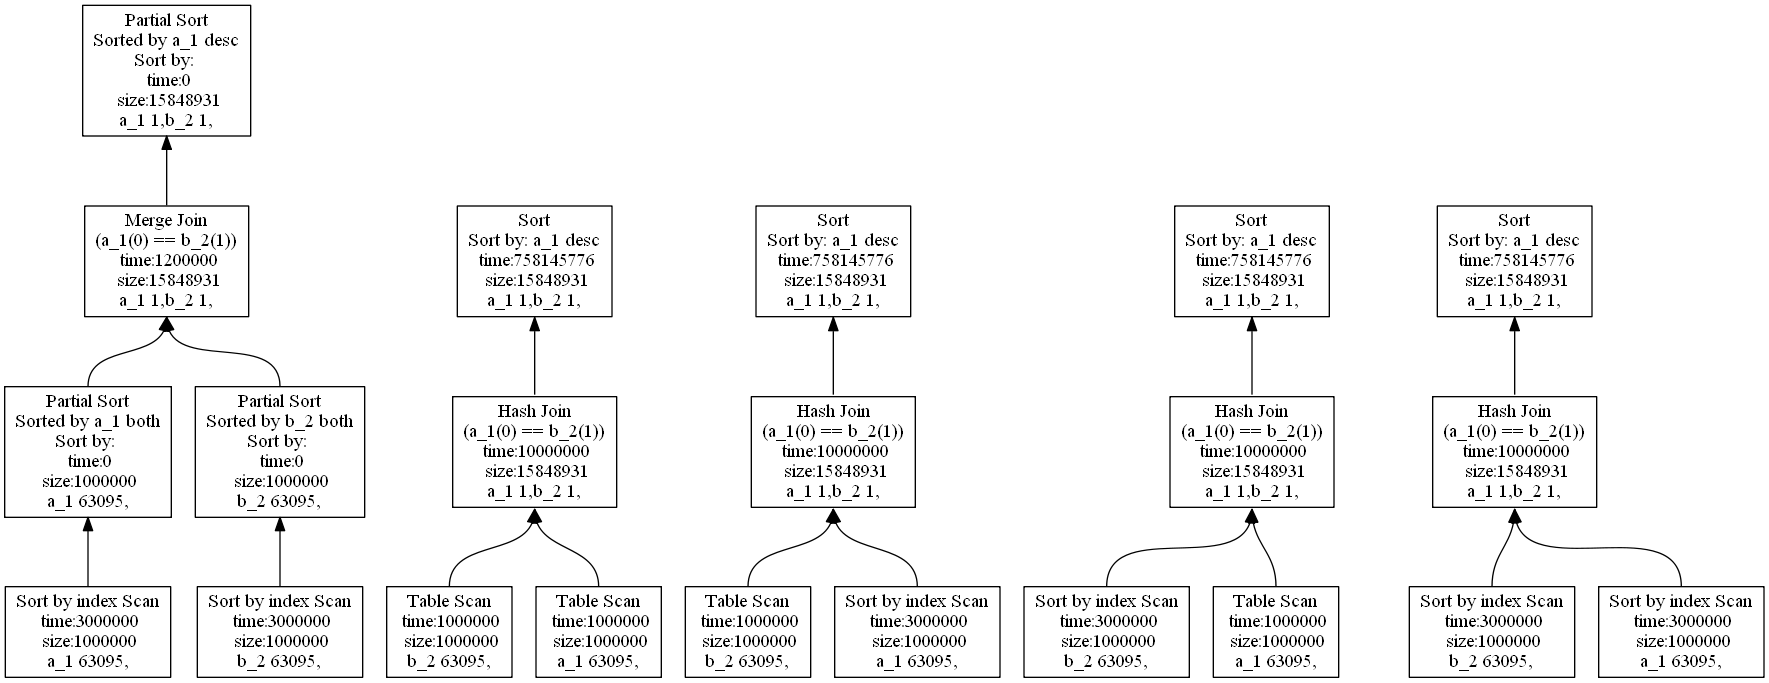 Partial Sort
Sorted by a_1 desc
Sort by:
time:0
size:15848931
a_1 1,b_2 1,
Merge Join
(a_1(0) == b_2(1))
time:1200000
size:15848931
a_1 1,b_2 1,
Sort
Sort by: a_1 desc
time:758145776
size:15848931
a_1 1,b_2 1,
Sort
Sort by: a_1 desc
time:758145776
size:15848931
a_1 1,b_2 1,
Sort
Sort by: a_1 desc
time:758145776
size:15848931
a_1 1,b_2 1,
Sort
Sort by: a_1 desc
time:758145776
size:15848931
a_1 1,b_2 1,
Partial Sort
Sorted by a_1 both
Sort by:
time:0
size:1000000
a_1 63095,
Partial Sort
Sorted by b_2 both
Sort by:
time:0
size:1000000
b_2 63095,
Hash Join
(a_1(0) == b_2(1))
time:10000000
size:15848931
a_1 1,b_2 1,
Hash Join
(a_1(0) == b_2(1))
time:10000000
size:15848931
a_1 1,b_2 1,
Hash Join
(a_1(0) == b_2(1))
time:10000000
size:15848931
a_1 1,b_2 1,
Hash Join
(a_1(0) == b_2(1))
time:10000000
size:15848931
a_1 1,b_2 1,
Sort by index Scan
time:3000000
size:1000000
a_1 63095,
Sort by index Scan
time:3000000
size:1000000
b_2 63095,
Table Scan
time:1000000
size:1000000
b_2 63095,
Table Scan
time:1000000
size:1000000
a_1 63095,
Table Scan
time:1000000
size:1000000
b_2 63095,
Sort by index Scan
time:3000000
size:1000000
a_1 63095,
Sort by index Scan
time:3000000
size:1000000
b_2 63095,
Table Scan
time:1000000
size:1000000
a_1 63095,
Sort by index Scan
time:3000000
size:1000000
b_2 63095,
Sort by index Scan
time:3000000
size:1000000
a_1 63095,